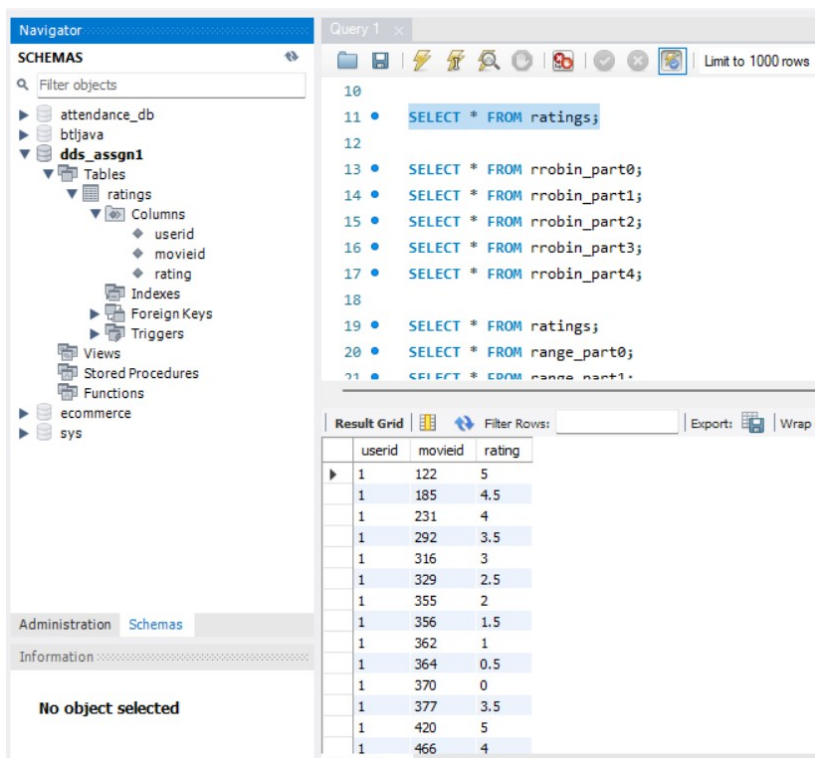 Navigator
SCHEMAS
Filter objects
attendance_db
btljava
dds_assgn1
Tables
ratings
Columns
userid
movieid
rating
Indexes
Foreign Keys
Triggers
Views
Stored Procedures
Functions
ecommerce
sys
Administration Schemas
Information
No object selected
Query 1
Limit to 1000 rows
10
11 SELECT * FROM ratings;
12
13 SELECT * FROM rrobin_part0;
14 SELECT * FROM rrobin_part1;
15 SELECT * FROM rrobin_part2;
16 SELECT * FROM rrobin_part3;
17 SELECT * FROM rrobin_part4;
18
19 SELECT * FROM ratings;
20 SELECT * FROM range_part0;
21 SELECT * FROM range_part1;
Result Grid Filter Rows: Export: Wrap
userid movieid rating
1 122 5
1 185 4.5
1 231 4
1 292 3.5
1 316 3
1 329 2.5
1 355 2
1 356 1.5
1 362 1
1 364 0.5
1 370 0
1 377 3.5
1 420 5
1 466 4